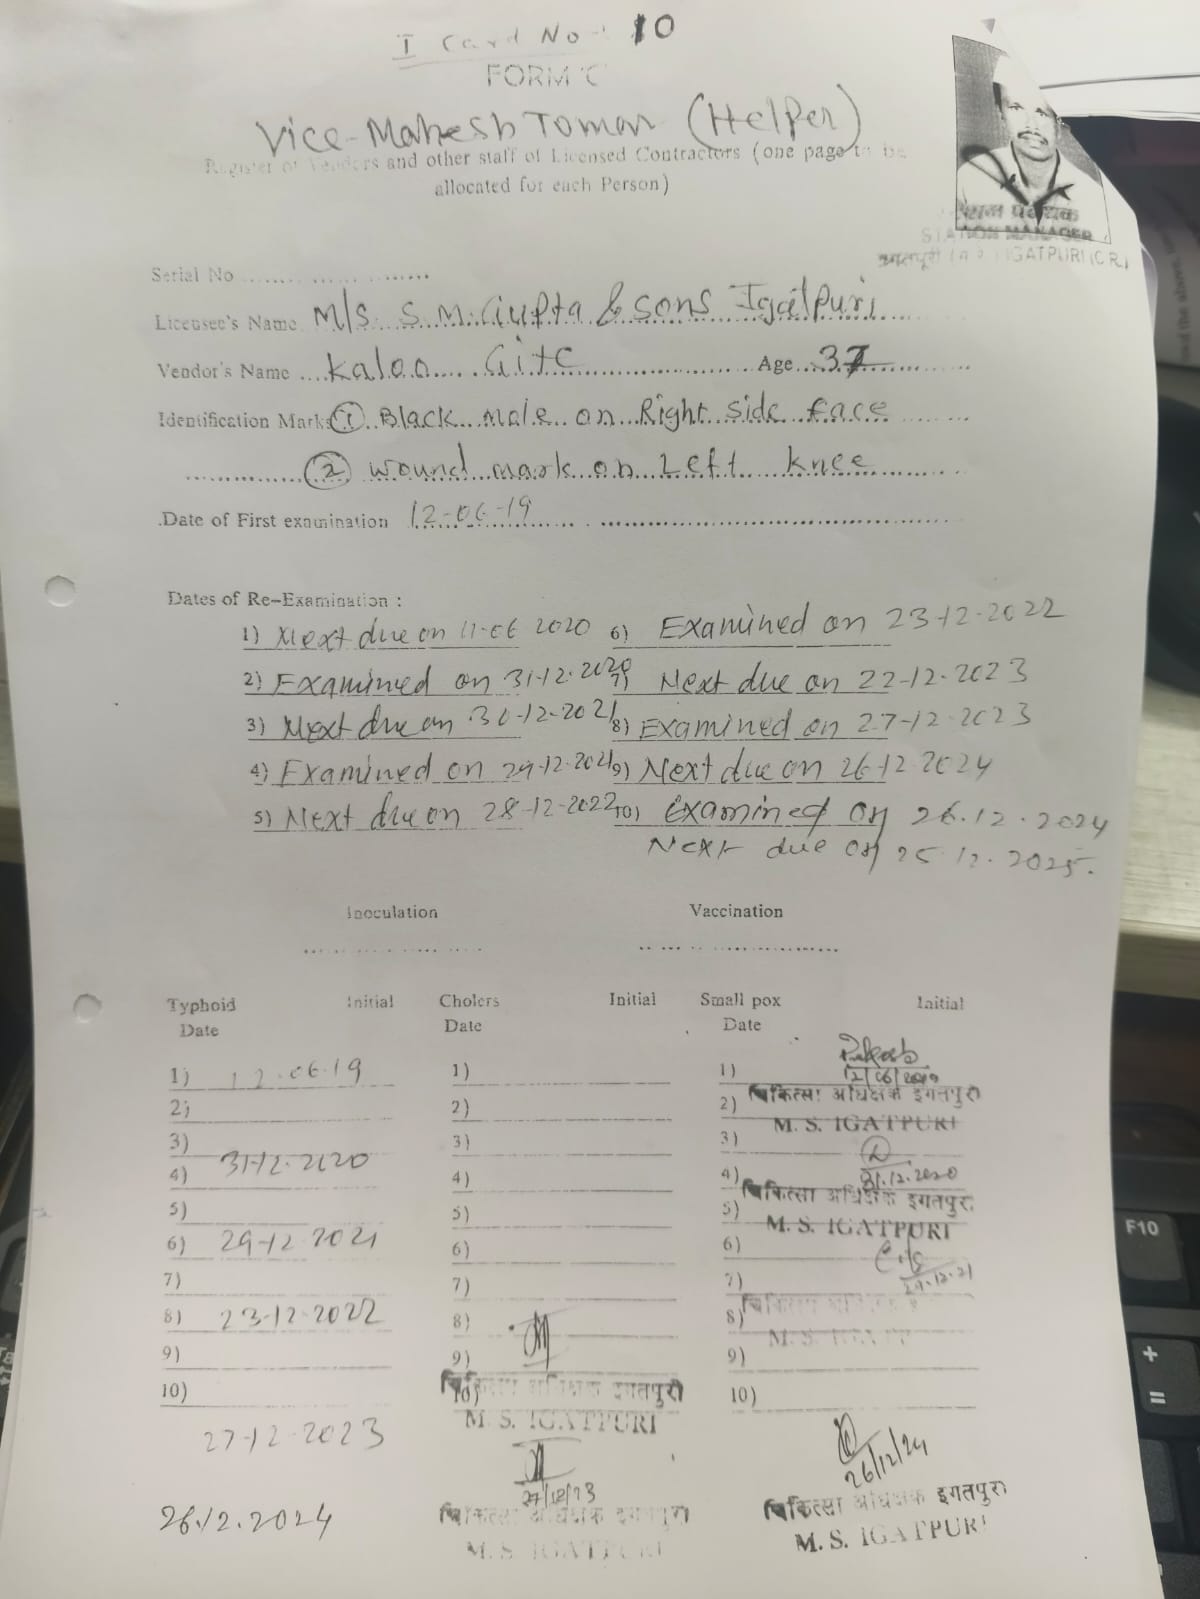 I Card No - 10
FORM 'C'
Vice-Mahesh Tomar (Helper)
Register of Vendors and other staff of Licensed Contractors (one page to be
allocated for each Person)
स्टेशन प्रबंधक
STATION MANAGER
इगतपुरी IGATPURI (C.R.)
Serial No ..................
Licensee's Name M/s. S. M. Gupta & Sons Igatpuri
Vendor's Name Kaloo Gite Age 37
Identification Marks ① Black mole on Right side face
② wound mark on Left knee
Date of First examination 12-06-19
Dates of Re-Examination :
1) Next due on 11-06 2020 6) Examined on 23-12-2022
2) Examined on 31-12-2020 7) Next due on 22-12-2023
3) Next due on 30-12-2021 8) Examined on 27-12-2023
4) Examined on 29-12-2021 9) Next due on 26-12-2024
5) Next due on 28-12-2022 10) Examined on 26.12.2024
Next due on 25.12.2025.
Inoculation Vaccination
Typhoid Initial Cholers Initial Small pox Initial
Date Date Date
1) 12-06-19 1) 1)
12/06/2019
2) 2) 2) चिकित्सा अधिक्षक इगतपुरी
M. S. IGATPURI
3) 3) 3)
31-12-2020
4) 4) 4) 31.12.2020
चिकित्सा अधिक्षक इगतपुरी
5) 5) 5) M. S. IGATPURI
6) 29-12 2021 6) 6)
7) 7) 7) 29.12.21
8) 23-12-2022 8) 8) चिकित्सा
M. S.
9) 9) 9)
10) 10) चिकित्सा अधिक्षक इगतपुरी 10)
M. S. IGATPURI
27-12-2023
27/12/23 26/12/24
26.12.2024 चिकित्सा अधिक्षक इगतपुरी चिकित्सा अधिक्षक इगतपुरी
M. S. IGATPURI M. S. IGATPURI